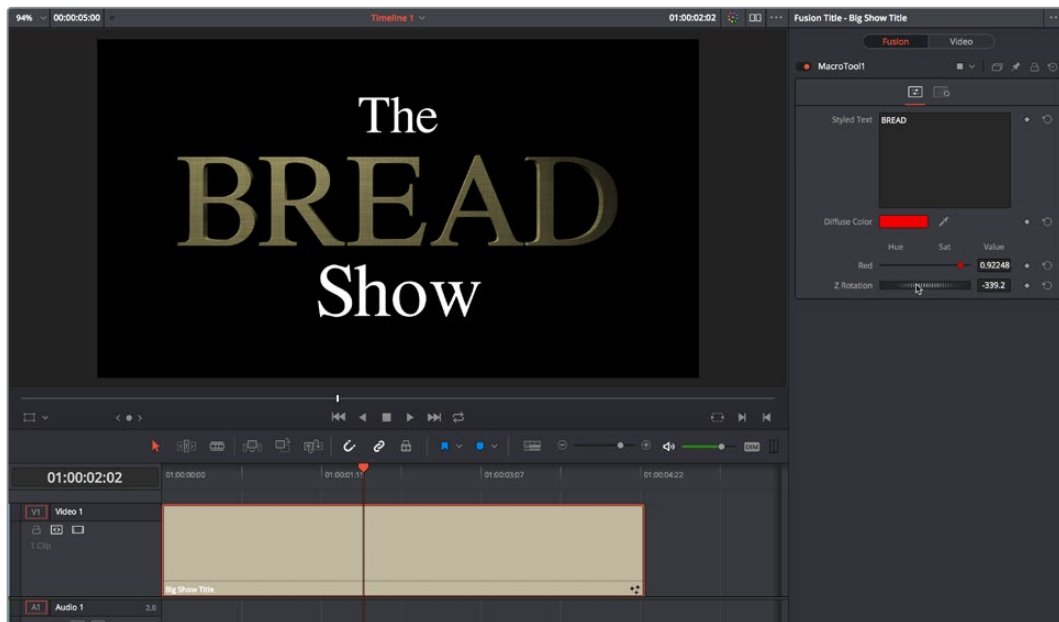 94% 00:00:05:00 Timeline 1 01:00:02:02 Fusion Title - Big Show Title
Fusion Video
MacroTool1
The
BREAD
Show
Styled Text BREAD
Diffuse Color
Hue Sat Value
Red 0.92248
Z Rotation -339.2
DIM
01:00:02:02 01:00:00:00 01:00:03:07 01:00:04:22
V1 Video 1
1 Clip
Big Show Title
A1 Audio 1 2.0